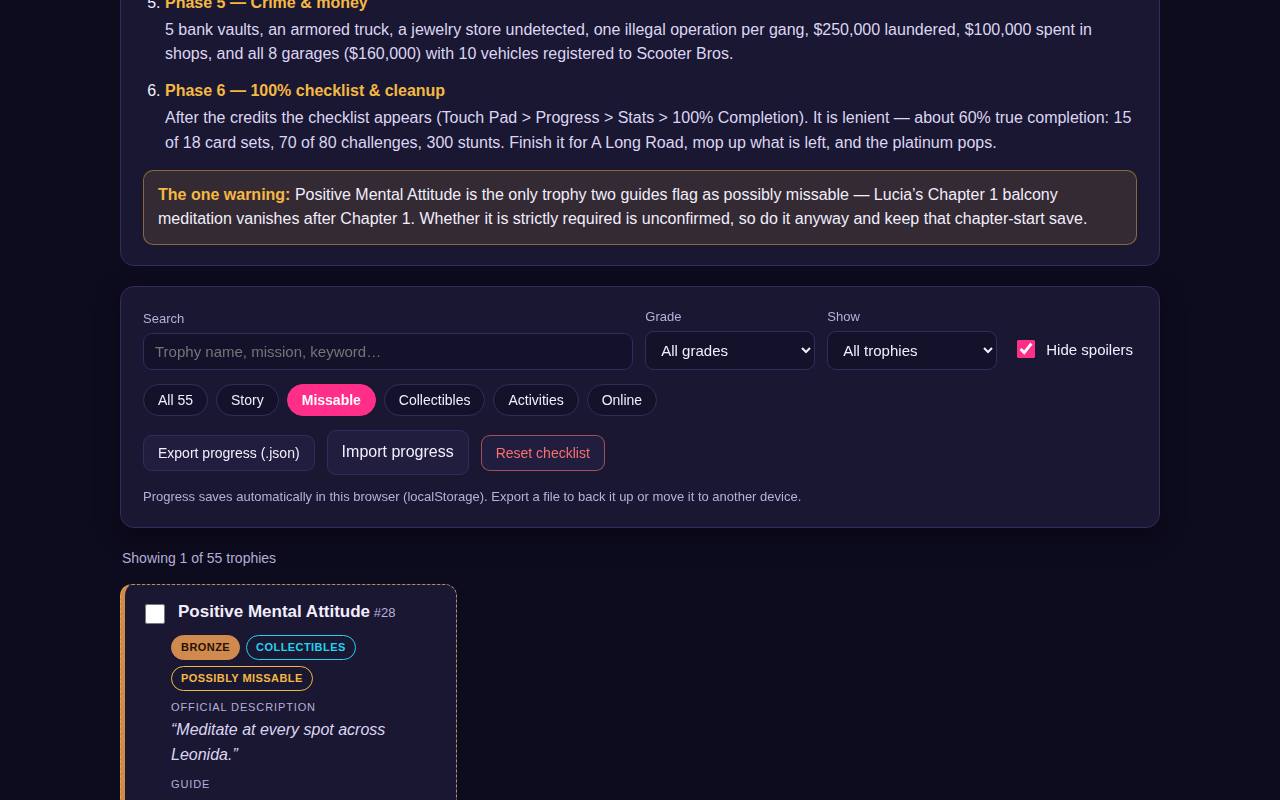 5. Phase 5 — Crime & money
5 bank vaults, an armored truck, a jewelry store undetected, one illegal operation per gang, $250,000 laundered, $100,000 spent in
shops, and all 8 garages ($160,000) with 10 vehicles registered to Scooter Bros.
6. Phase 6 — 100% checklist & cleanup
After the credits the checklist appears (Touch Pad > Progress > Stats > 100% Completion). It is lenient — about 60% true completion: 15
of 18 card sets, 70 of 80 challenges, 300 stunts. Finish it for A Long Road, mop up what is left, and the platinum pops.
The one warning: Positive Mental Attitude is the only trophy two guides flag as possibly missable — Lucia’s Chapter 1 balcony
meditation vanishes after Chapter 1. Whether it is strictly required is unconfirmed, so do it anyway and keep that chapter-start save.
Search
Grade
Show
Trophy name, mission, keyword…
All grades
All trophies
Hide spoilers
All 55
Story
Missable
Collectibles
Activities
Online
Export progress (.json)
Import progress
Reset checklist
Progress saves automatically in this browser (localStorage). Export a file to back it up or move it to another device.
Showing 1 of 55 trophies
Positive Mental Attitude #28
BRONZE
COLLECTIBLES
POSSIBLY MISSABLE
OFFICIAL DESCRIPTION
“Meditate at every spot across
Leonida.”
GUIDE